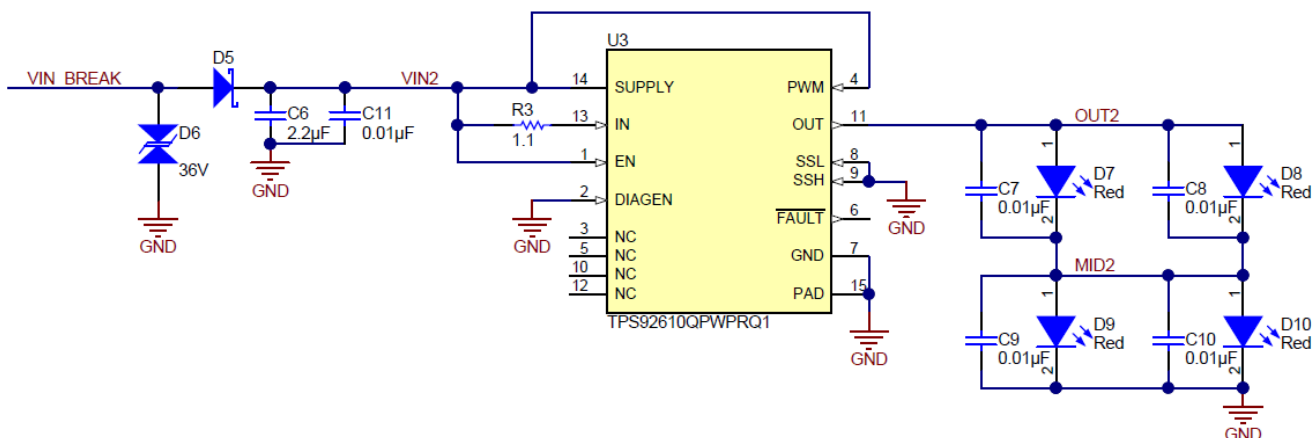 U3
D5
VIN BREAK
VIN2
14
SUPPLY
PWM
4
C6
2.2µF
C11
0.01µF
R3
1.1
13
IN
OUT
11
OUT2
D6
36V
1
EN
SSL
8
SSH
9
GND
GND
GND
2
DIAGEN
FAULT
6
GND
3
NC
5
NC
10
NC
12
NC
GND
7
PAD
15
TPS92610QPWPRQ1
GND
1
D7
Red
2
C7
0.01µF
1
D8
Red
2
C8
0.01µF
MID2
1
D9
Red
2
C9
0.01µF
1
D10
Red
2
C10
0.01µF
GND